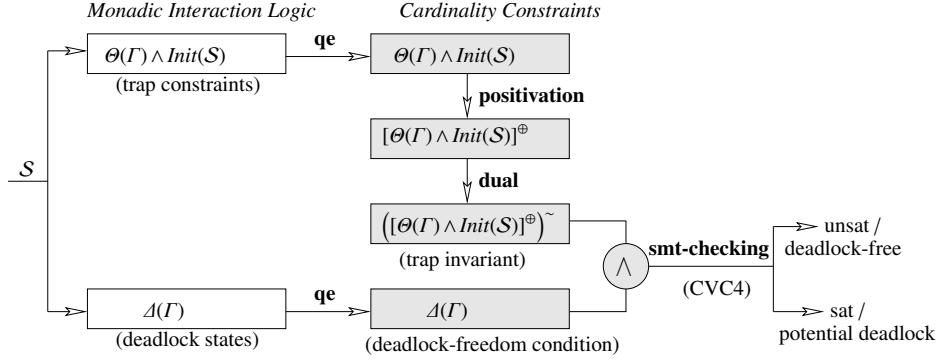 Monadic Interaction Logic
Cardinality Constraints
Θ(Γ) ∧ Init(𝒮)
qe
Θ(Γ) ∧ Init(𝒮)
(trap constraints)
positivation
[Θ(Γ) ∧ Init(𝒮)]⊕
𝒮
dual
([Θ(Γ) ∧ Init(𝒮)]⊕)~
(trap invariant)
∧
smt-checking
(CVC4)
unsat /
deadlock-free
Δ(Γ)
qe
Δ(Γ)
(deadlock states)
(deadlock-freedom condition)
sat /
potential deadlock